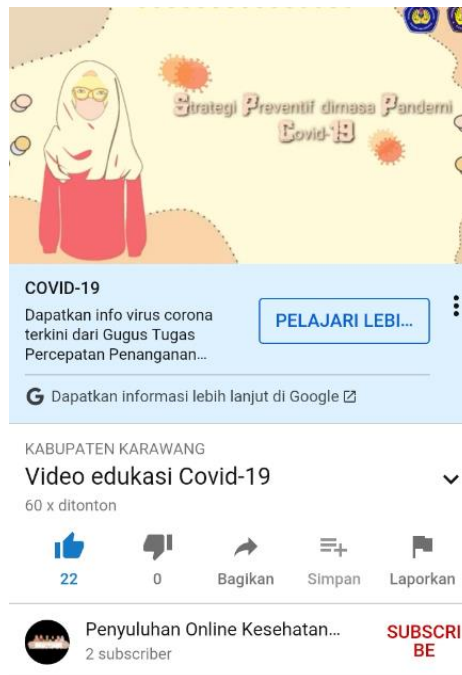 Strategi Preventif dimasa Pandemi
Covid-19
COVID-19
Dapatkan info virus corona
terkini dari Gugus Tugas
Percepatan Penanganan...
PELAJARI LEBI...
G Dapatkan informasi lebih lanjut di Google
KABUPATEN KARAWANG
Video edukasi Covid-19
60 x ditonton
22
0
Bagikan
Simpan
Laporkan
Penyuluhan Online Kesehatan...
2 subscriber
SUBSCRI
BE